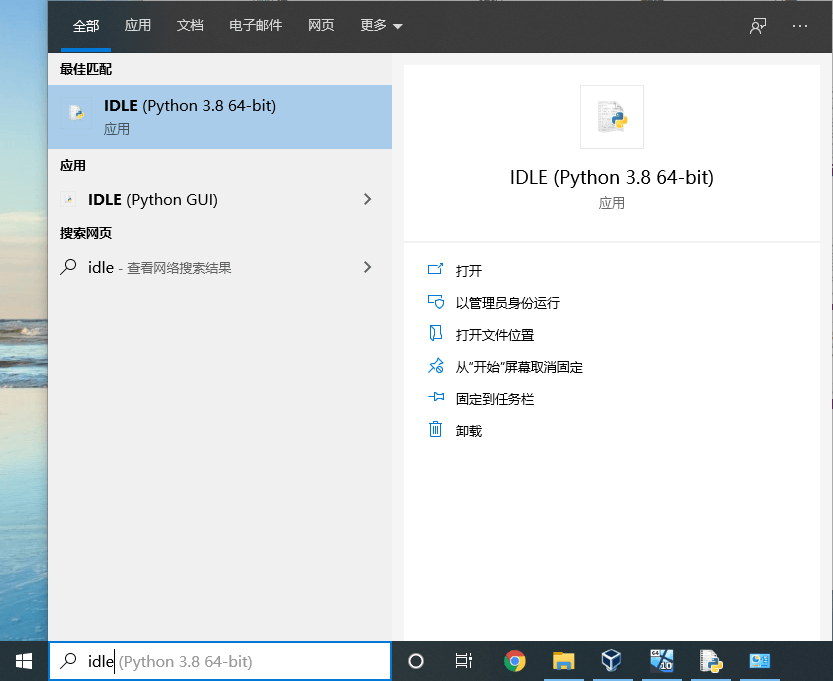 全部 应用 文档 电子邮件 网页 更多
最佳匹配
IDLE (Python 3.8 64-bit)
应用
应用
IDLE (Python GUI)
搜索网页
idle - 查看网络搜索结果
IDLE (Python 3.8 64-bit)
应用
打开
以管理员身份运行
打开文件位置
从"开始"屏幕取消固定
固定到任务栏
卸载
idle (Python 3.8 64-bit)